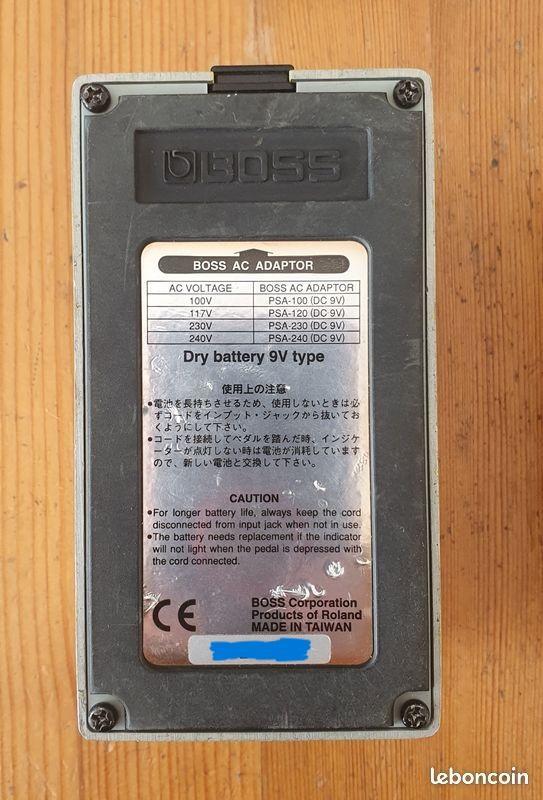 BOSS
BOSS AC ADAPTOR
AC VOLTAGE BOSS AC ADAPTOR
100V PSA-100 (DC 9V)
117V PSA-120 (DC 9V)
230V PSA-230 (DC 9V)
240V PSA-240 (DC 9V)
Dry battery 9V type
使用上の注意
●電池を長持ちさせるため、使用しないときは必
ずコードをインプット・ジャックから抜いてお
くようにして下さい。
●コードを接続してペダルを踏んだ時、インジケ
ーターが点灯しない時は電池が消耗しています
ので、新しい電池と交換して下さい。
CAUTION
●For longer battery life, always keep the cord
disconnected from input jack when not in use.
●The battery needs replacement if the indicator
will not light when the pedal is depressed with
the cord connected.
CE
BOSS Corporation
Products of Roland
MADE IN TAIWAN
leboncoin